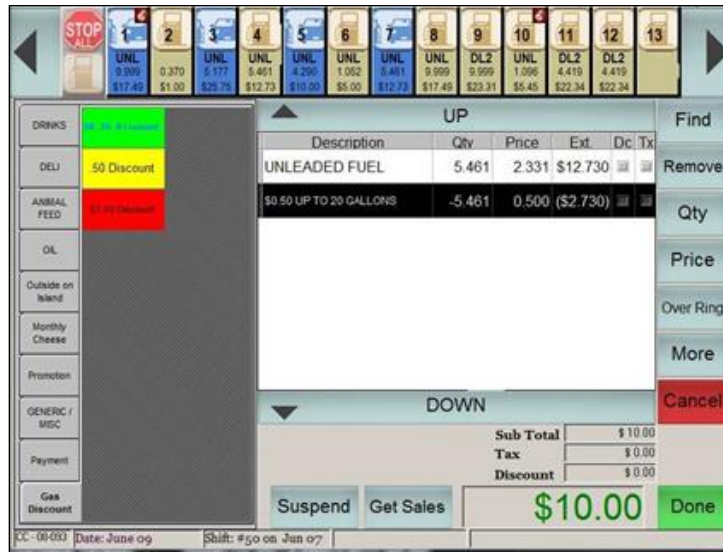 STOP ALL 1 2 3 4 5 6 7 8 9 10 11 12 13
UNL UNL UNL UNL UNL UNL UNL DL2 UNL DL2 DL2
9.999 0.370 5.177 5.461 4.290 1.052 5.461 9.999 9.999 1.096 4.419 4.419
$17.49 $1.00 $25.75 $12.73 $10.00 $5.00 $12.73 $17.49 $23.31 $5.45 $22.34 $22.34
DRINKS
DELI
ANIMAL FEED
OIL
Outside on Island
Monthly Cheese
Promotion
GENERIC / MISC
Payment
Gas Discount
.50 Discount
UP
Description Qty Price Ext. Dc Tx
UNLEADED FUEL 5.461 2.331 $12.730
$0.50 UP TO 20 GALLONS -5.461 0.500 ($2.730)
DOWN
Sub Total $ 10.00
Tax $ 0.00
Discount $ 0.00
Suspend Get Sales $10.00
Find
Remove
Qty
Price
Over Ring
More
Cancel
Done
CC - 00-093 Date: June 09 Shift: #50 on Jun 07